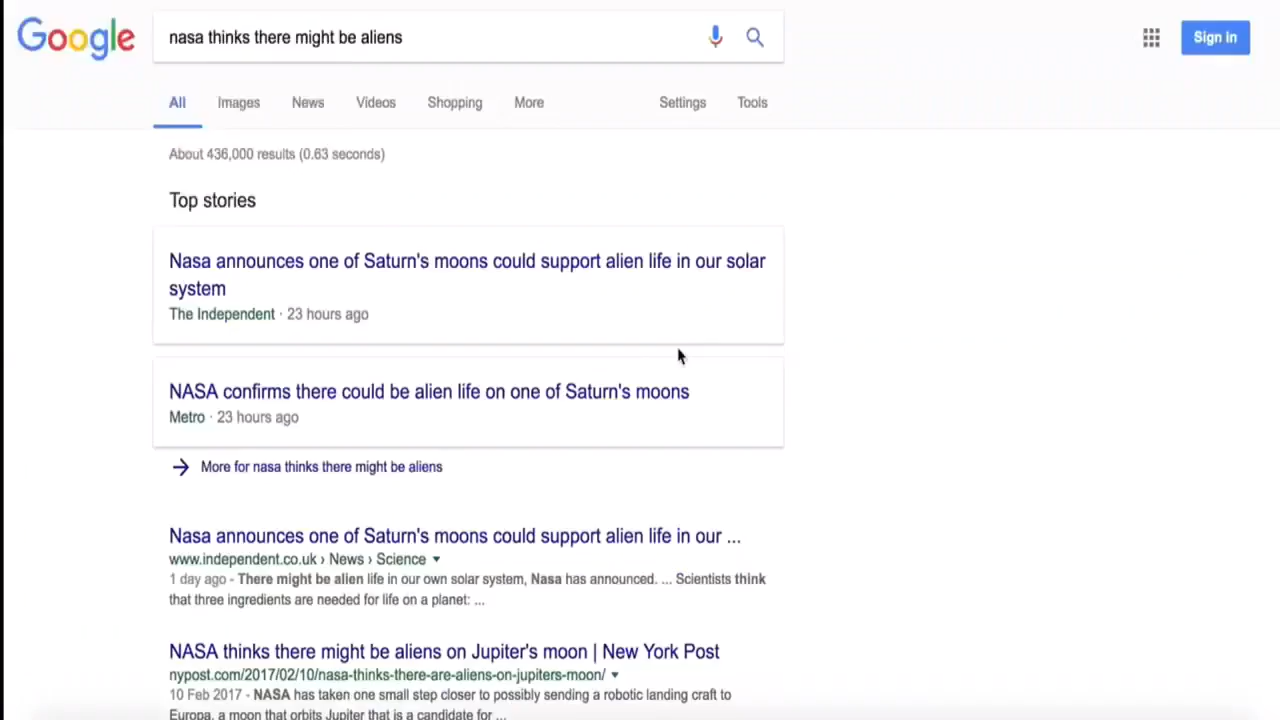 Google
nasa thinks there might be aliens
Sign in
All Images News Videos Shopping More Settings Tools
About 436,000 results (0.63 seconds)
Top stories
Nasa announces one of Saturn's moons could support alien life in our solar
system
The Independent · 23 hours ago
NASA confirms there could be alien life on one of Saturn's moons
Metro · 23 hours ago
More for nasa thinks there might be aliens
Nasa announces one of Saturn's moons could support alien life in our ...
www.independent.co.uk › News › Science
1 day ago - There might be alien life in our own solar system, Nasa has announced. ... Scientists think
that three ingredients are needed for life on a planet: ...
NASA thinks there might be aliens on Jupiter's moon | New York Post
nypost.com/2017/02/10/nasa-thinks-there-are-aliens-on-jupiters-moon/
10 Feb 2017 - NASA has taken one small step closer to possibly sending a robotic landing craft to
Europa, a moon that orbits Jupiter that is a candidate for ...